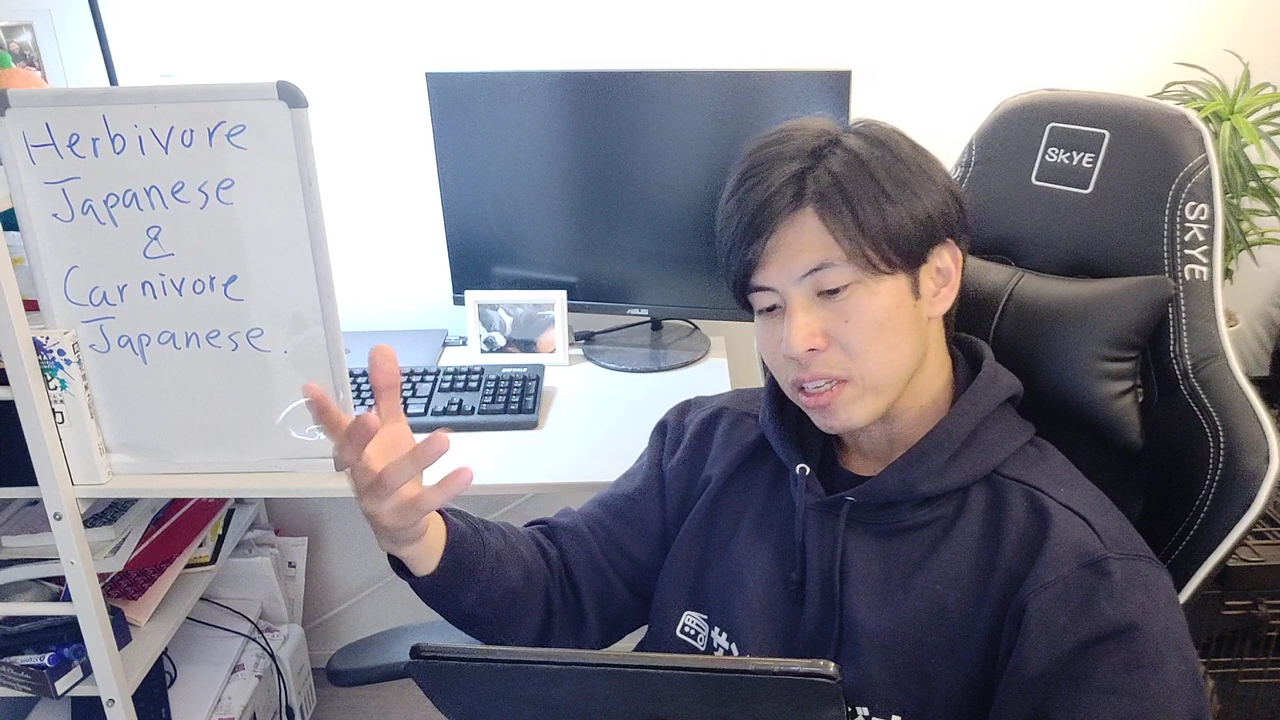 Herbivore
Japanese
&
Carnivore
Japanese.
ASUS
BUFFALO
SKYE
SKYE